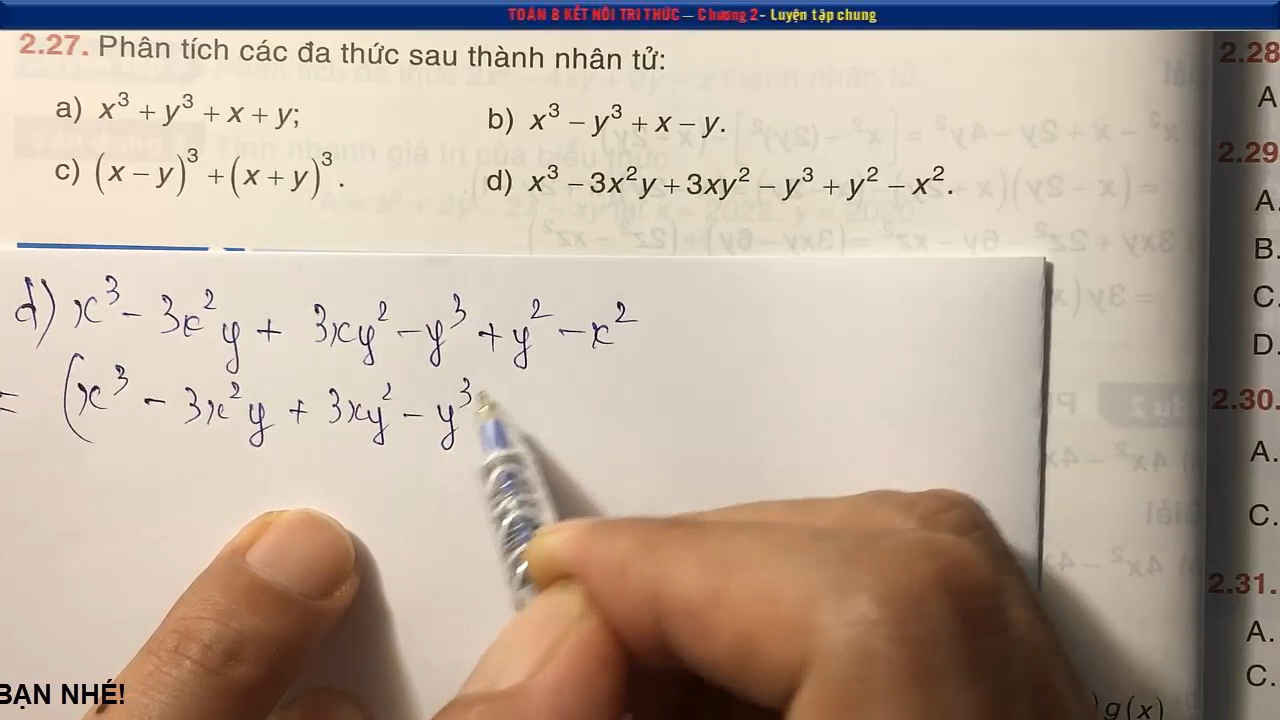 TOÁN 8 KẾT NỐI TRI THỨC – Chương 2 - Luyện tập chung
2.27. Phân tích các đa thức sau thành nhân tử:
a) x³ + y³ + x + y;
b) x³ − y³ + x − y.
c) (x − y)³ + (x + y)³.
d) x³ − 3x²y + 3xy² − y³ + y² − x².
d) x³ − 3x²y + 3xy² − y³ + y² − x²
= (x³ − 3x²y + 3xy² − y³
2.28
A
2.29
A.
B.
C.
D.
2.30.
A.
C.
2.31.
A.
C.
g(x)
BẠN NHÉ!